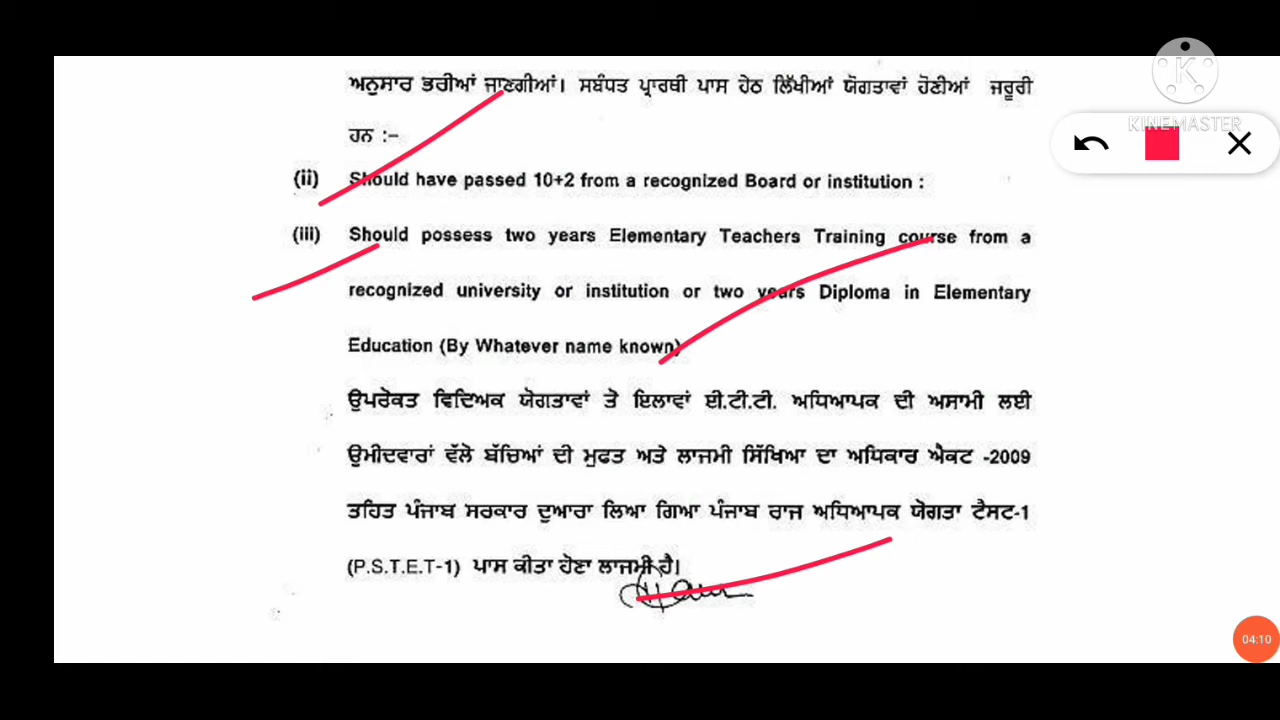 ਅਨੁਸਾਰ ਭਰੀਆਂ ਜਾਣਗੀਆਂ। ਸਬੰਧਤ ਪ੍ਰਾਰਥੀ ਪਾਸ ਹੇਠ ਲਿੱਖੀਆਂ ਯੋਗਤਾਵਾਂ ਹੋਣੀਆਂ ਜਰੂਰੀ
ਹਨ :–
(ii) Should have passed 10+2 from a recognized Board or institution :
(iii) Should possess two years Elementary Teachers Training course from a
recognized university or institution or two years Diploma in Elementary
Education (By Whatever name known)
ਉਪਰੋਕਤ ਵਿਦਿਅਕ ਯੋਗਤਾਵਾਂ ਤੋ ਇਲਾਵਾਂ ਈ.ਟੀ.ਟੀ. ਅਧਿਆਪਕ ਦੀ ਅਸਾਮੀ ਲਈ
ਉਮੀਦਵਾਰਾਂ ਵੱਲੋ ਬੱਚਿਆਂ ਦੀ ਮੁਫਤ ਅਤੇ ਲਾਜਮੀ ਸਿੱਖਿਆ ਦਾ ਅਧਿਕਾਰ ਐਕਟ -2009
ਤਹਿਤ ਪੰਜਾਬ ਸਰਕਾਰ ਦੁਆਰਾ ਲਿਆ ਗਿਆ ਪੰਜਾਬ ਰਾਜ ਅਧਿਆਪਕ ਯੋਗਤਾ ਟੈਸਟ-1
(P.S.T.E.T-1) ਪਾਸ ਕੀਤਾ ਹੋਣਾ ਲਾਜਮੀ ਹੈ।
K
KINEMASTER
04:10